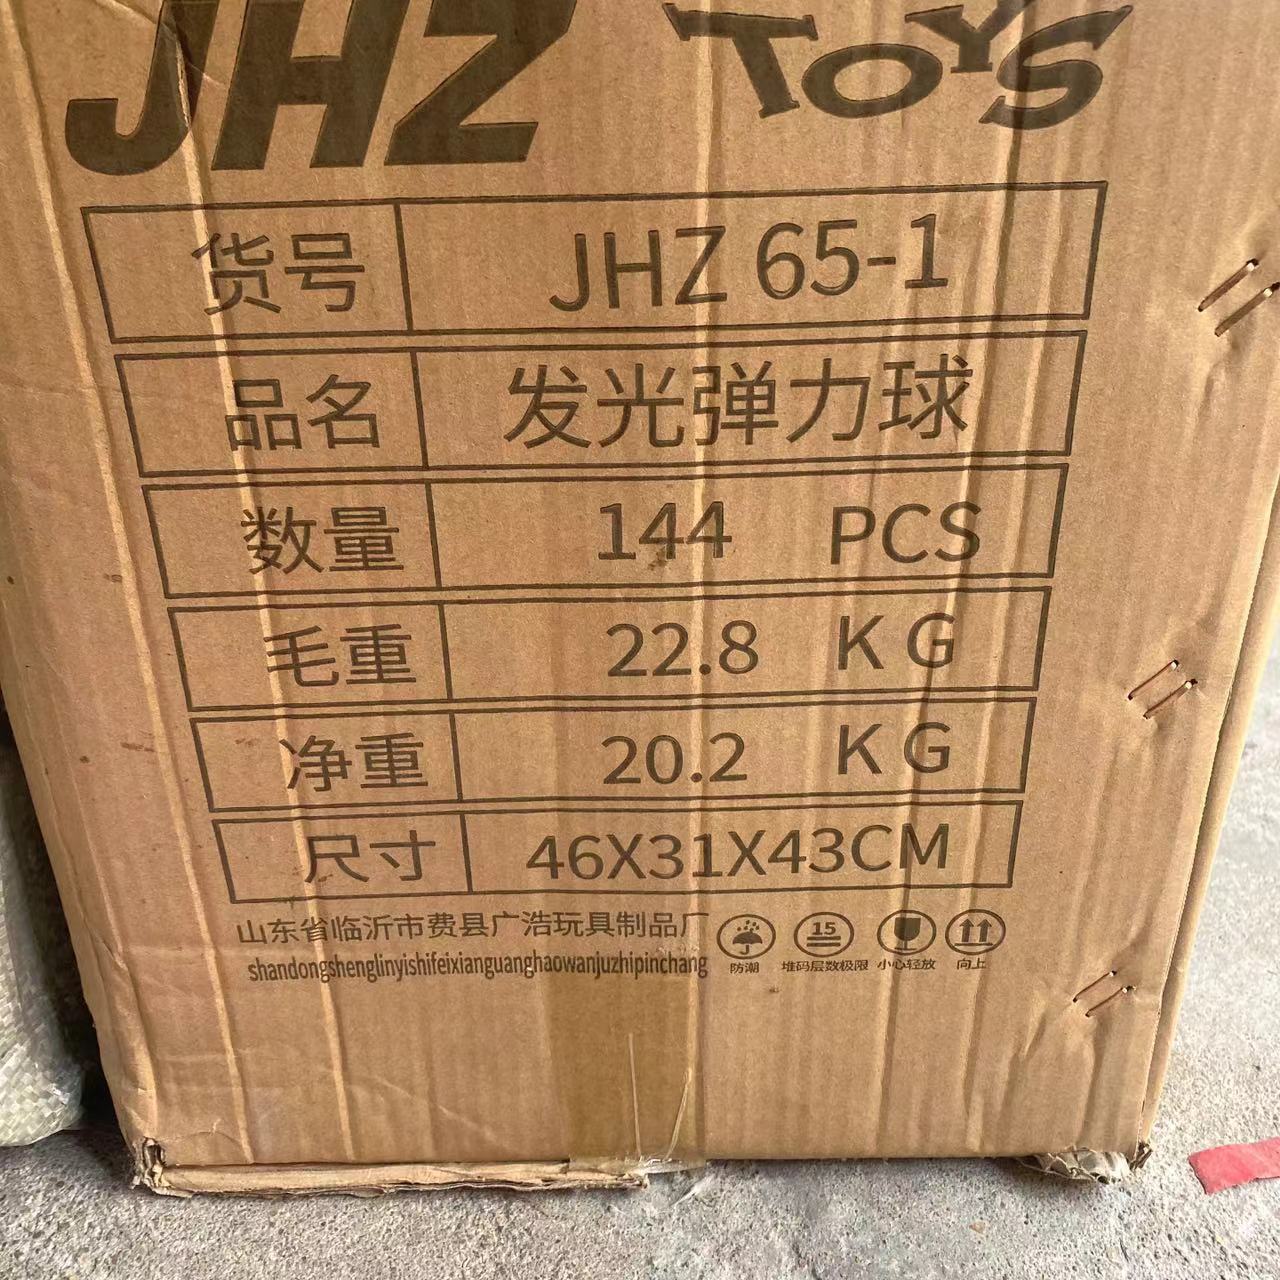 JHZ TOYS
货号 JHZ 65-1
品名 发光弹力球
数量 144 PCS
毛重 22.8 KG
净重 20.2 KG
尺寸 46X31X43CM
山东省临沂市费县广浩玩具制品厂
shandongshenglinyishifeixianguanghaowanjuzhipinchang
15
防潮 堆码层数极限 小心轻放 向上